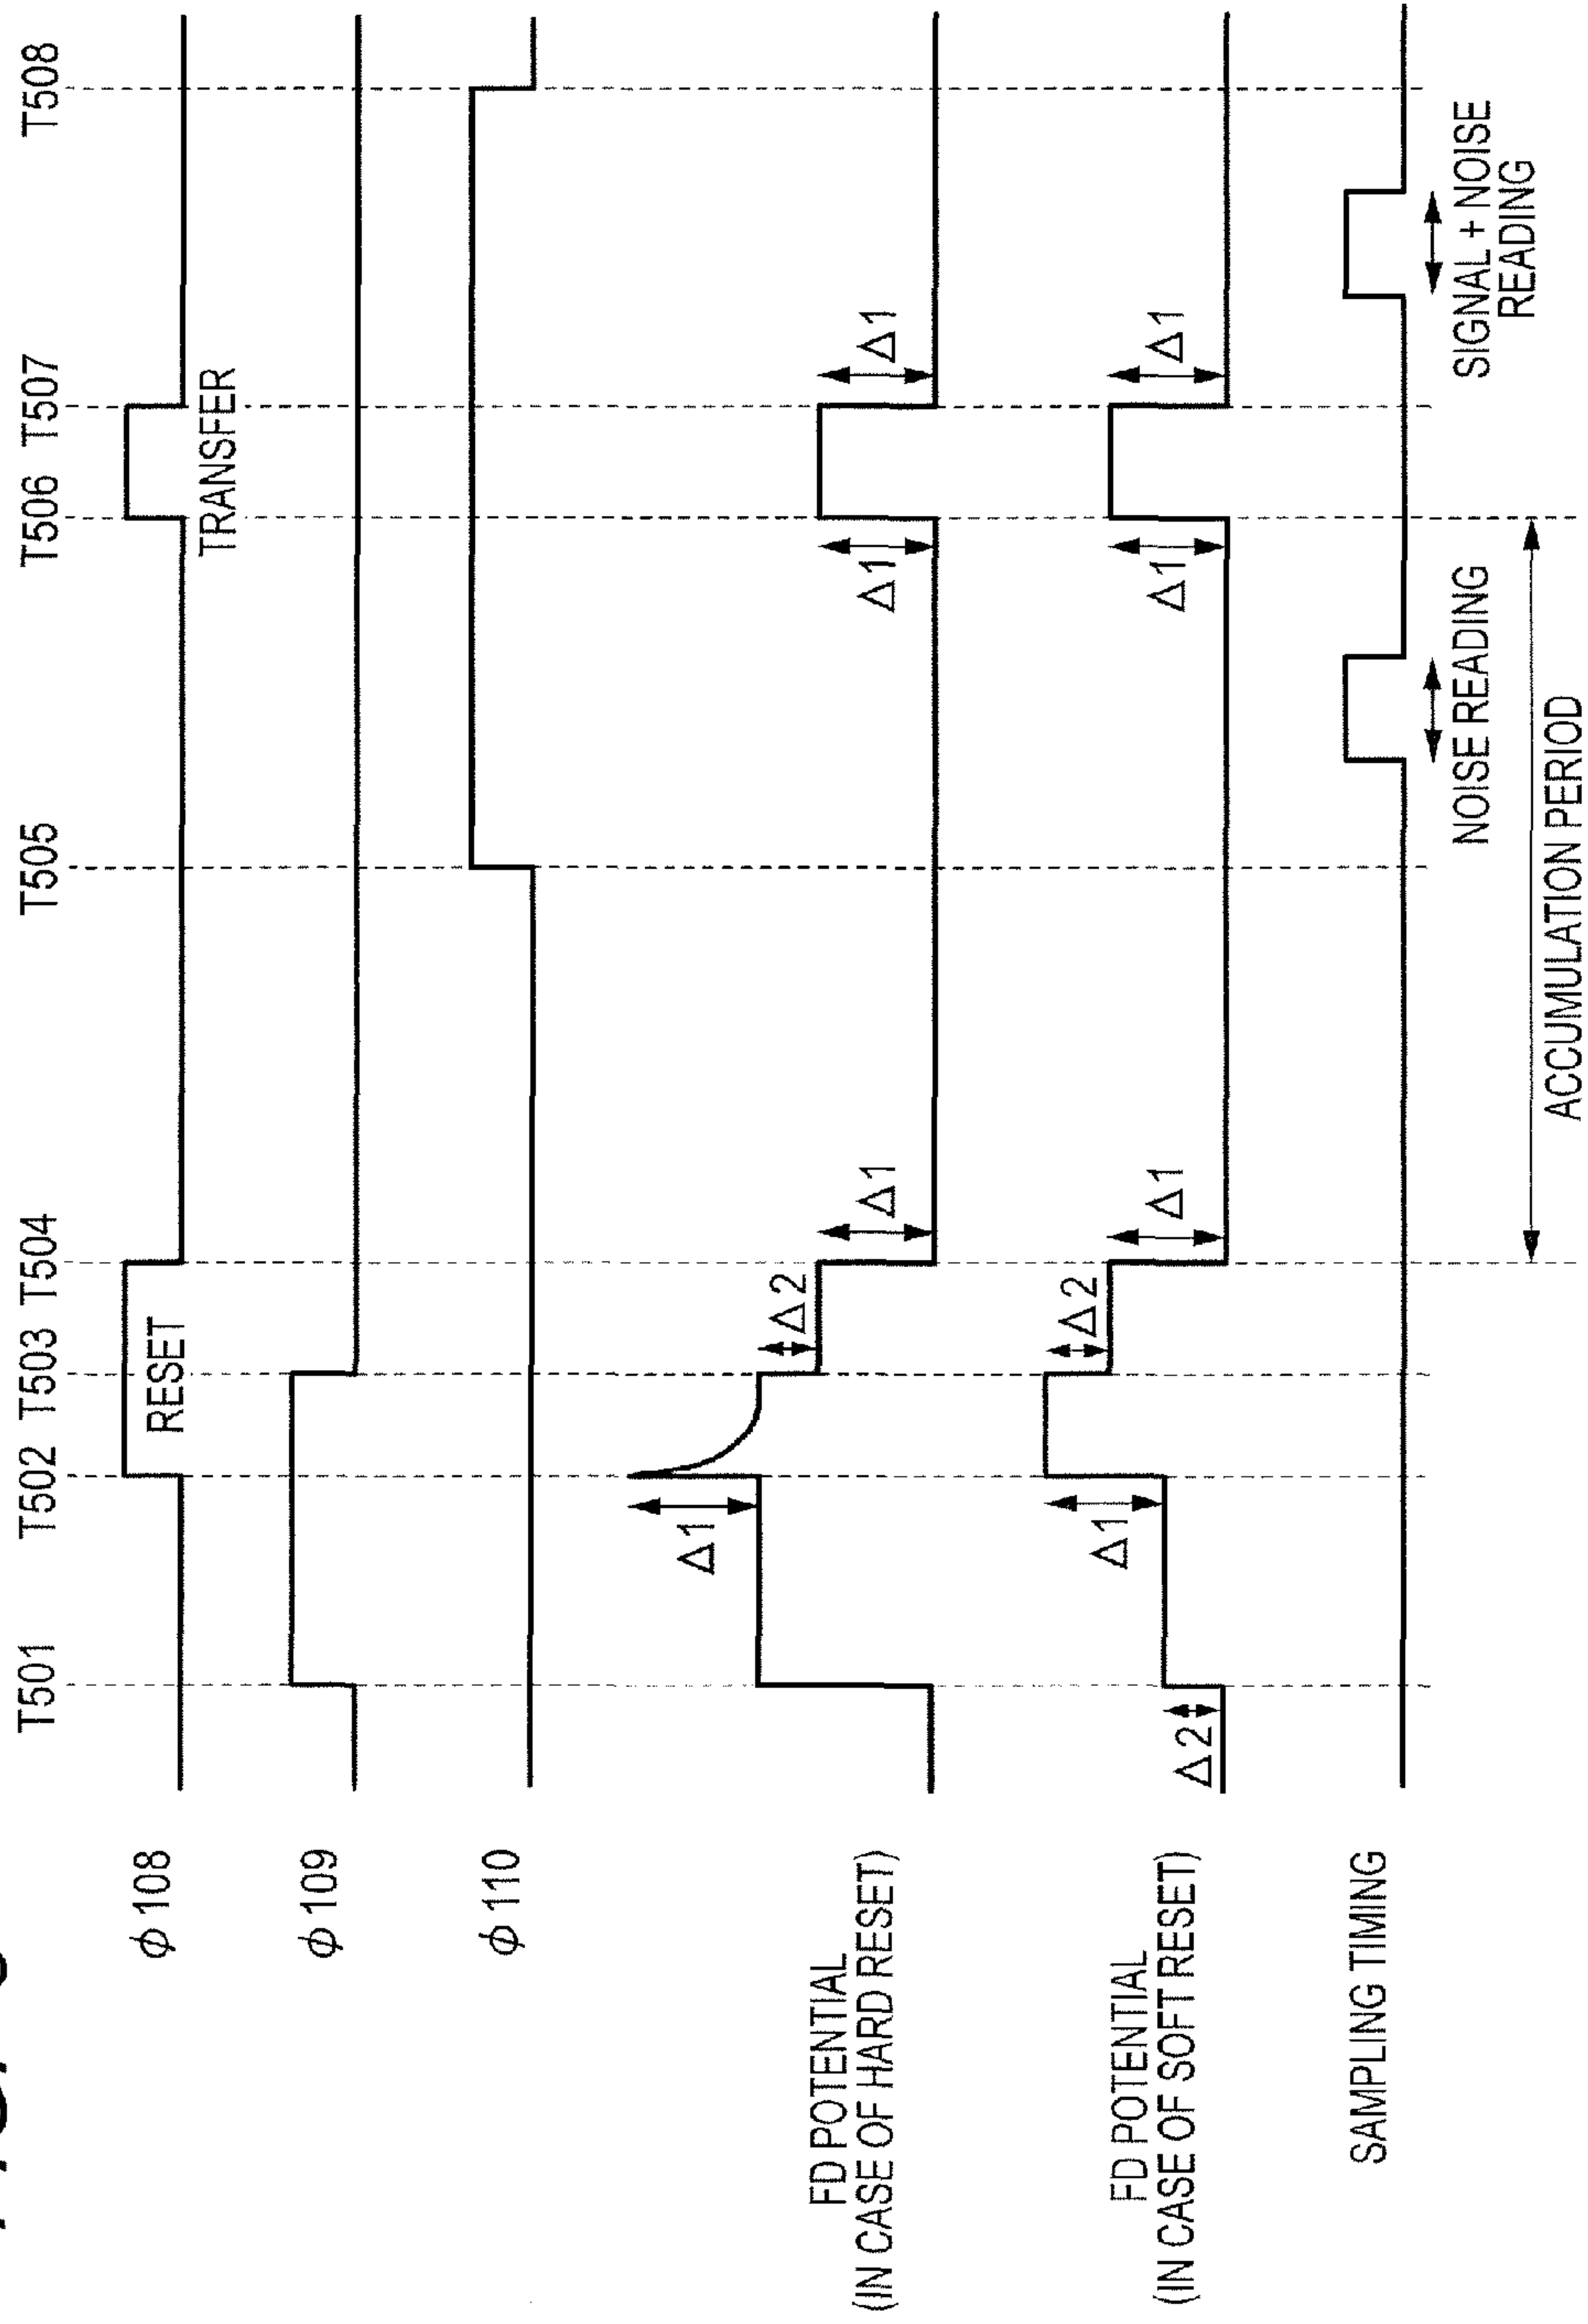 T501 T502 T503 T504 T505 T506 T507 T508
φ108
RESET
TRANSFER
φ109
φ110
FD POTENTIAL
(IN CASE OF HARD RESET)
Δ1
Δ2
Δ1
Δ1
Δ1
FD POTENTIAL
(IN CASE OF SOFT RESET)
Δ2
Δ1
Δ2
Δ1
Δ1
Δ1
SAMPLING TIMING
NOISE READING
SIGNAL + NOISE
READING
ACCUMULATION PERIOD